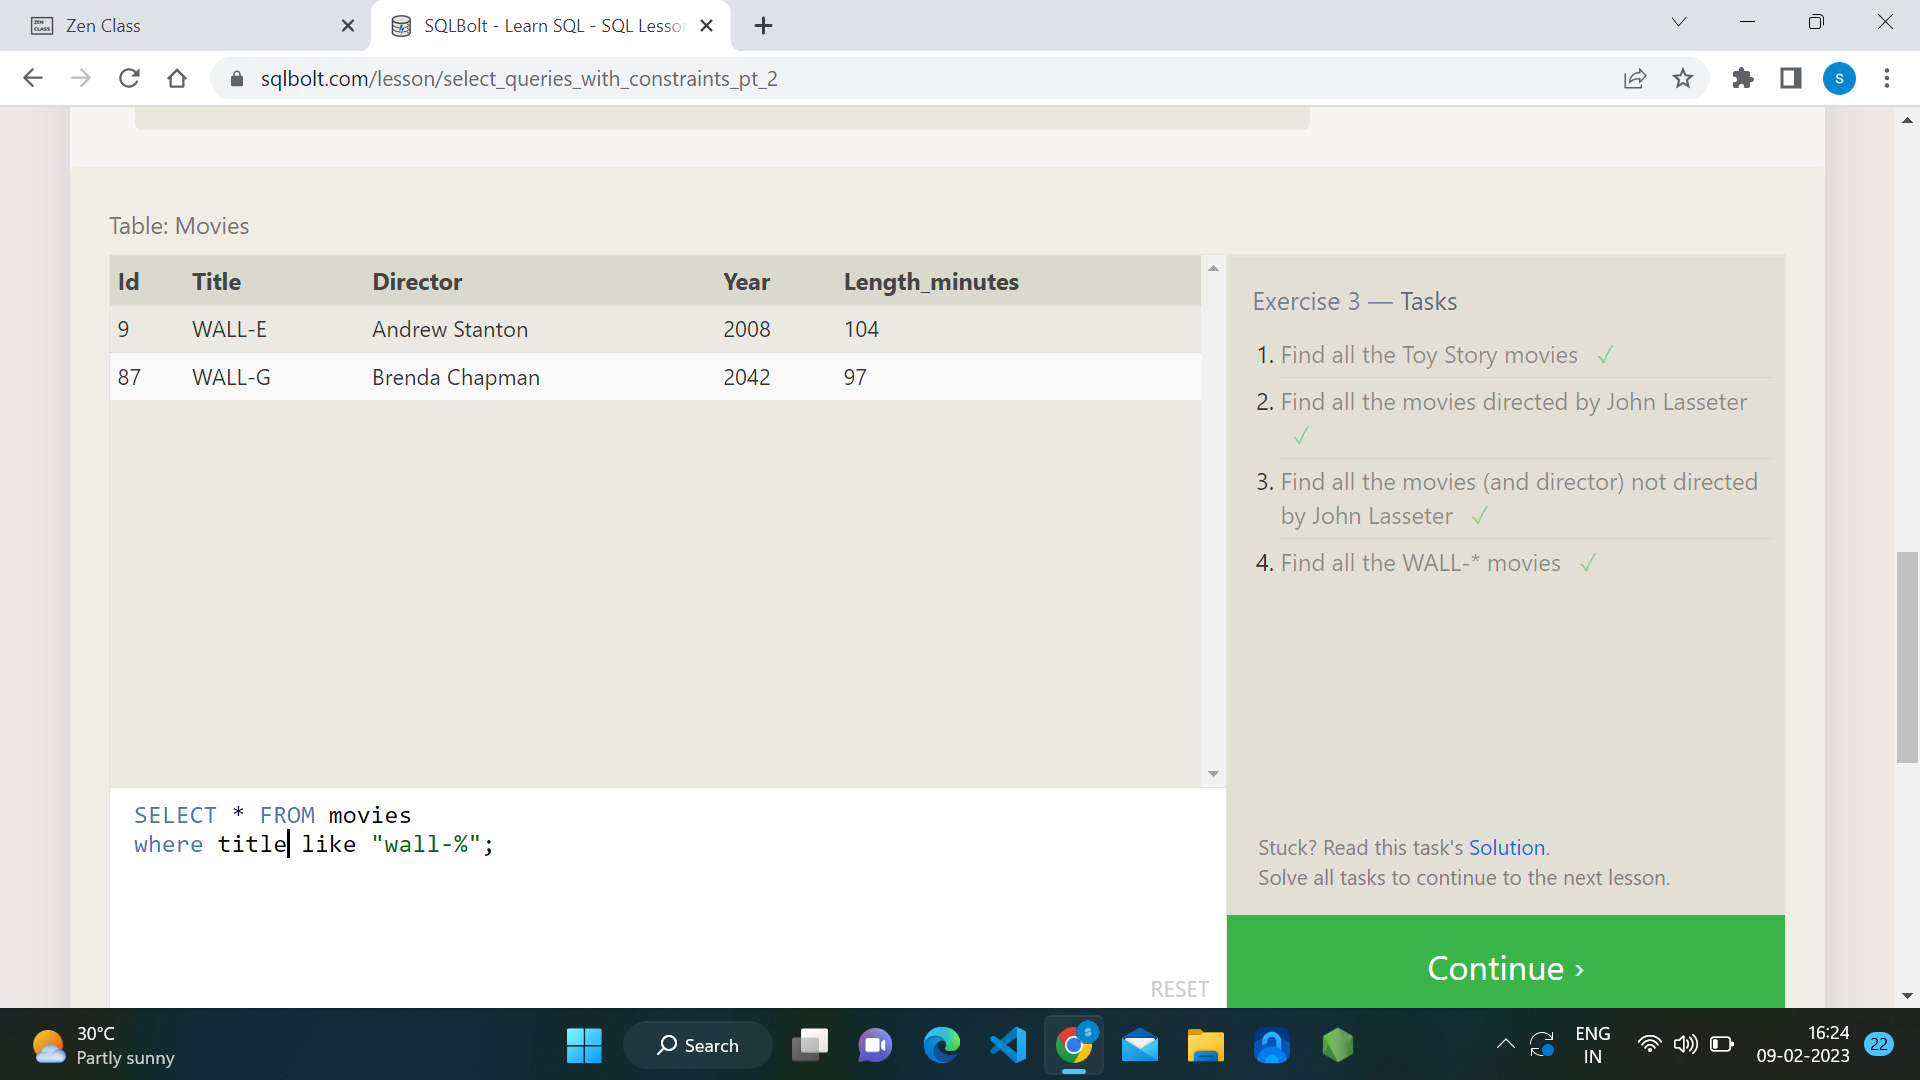 Zen Class
SQLBolt - Learn SQL - SQL Lesso
sqlbolt.com/lesson/select_queries_with_constraints_pt_2
S
Table: Movies
Id Title Director Year Length_minutes
9 WALL-E Andrew Stanton 2008 104
87 WALL-G Brenda Chapman 2042 97
Exercise 3 — Tasks
1. Find all the Toy Story movies ✓
2. Find all the movies directed by John Lasseter
✓
3. Find all the movies (and director) not directed
by John Lasseter ✓
4. Find all the WALL-* movies ✓
SELECT * FROM movies
where title like "wall-%";
RESET
Stuck? Read this task's Solution.
Solve all tasks to continue to the next lesson.
Continue ›
30°C
Partly sunny
Search
ENG
IN
16:24
09-02-2023
22